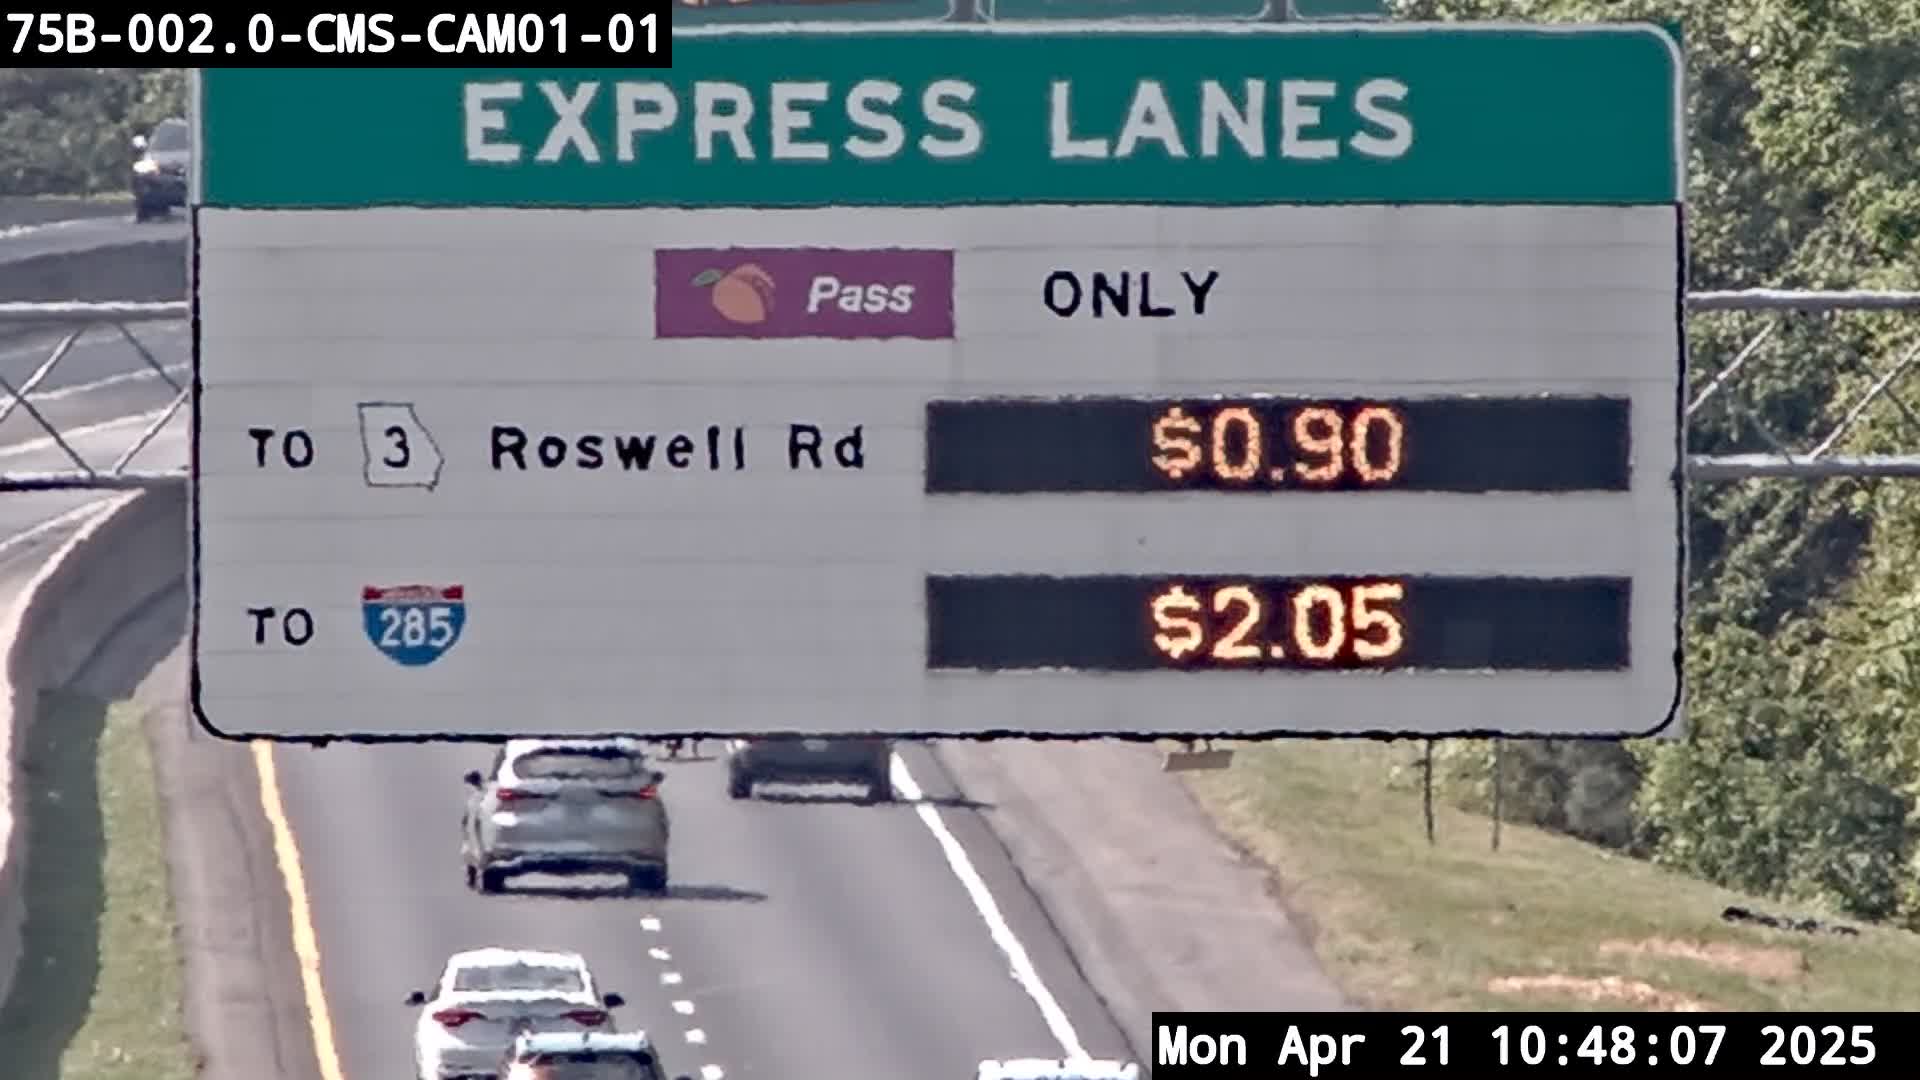 75B-002.0-CMS-CAM01-01
EXPRESS LANES
Pass ONLY
TO 3 Roswell Rd $0.90
TO 285 $2.05
Mon Apr 21 10:48:07 2025